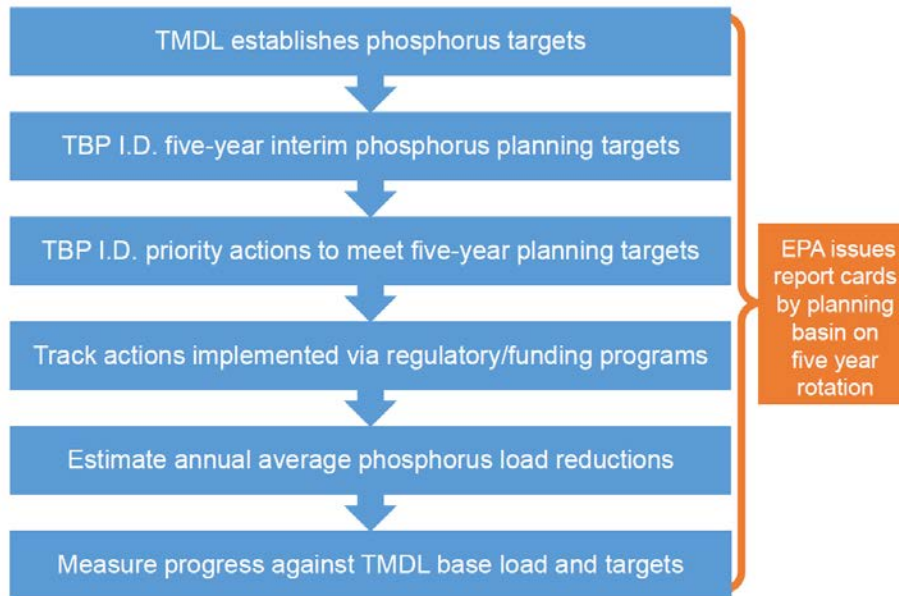 TMDL establishes phosphorus targets
TBP I.D. five-year interim phosphorus planning targets
TBP I.D. priority actions to meet five-year planning targets
Track actions implemented via regulatory/funding programs
Estimate annual average phosphorus load reductions
Measure progress against TMDL base load and targets
EPA issues
report cards
by planning
basin on
five year
rotation